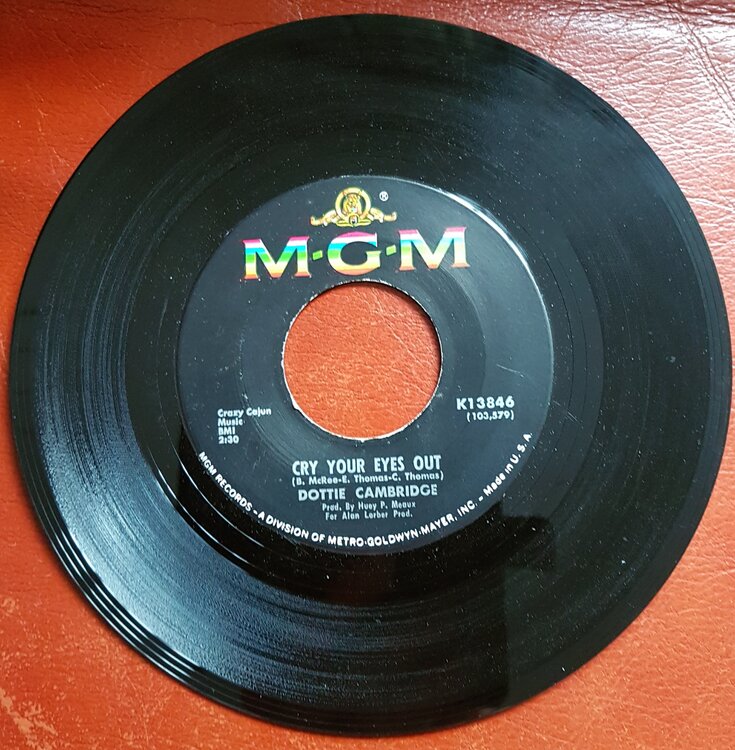 ®
M·G·M
Crazy Cajun
Music
BMI
2:30
K13846
(103,579)
CRY YOUR EYES OUT
(B. McRee-E. Thomas-C. Thomas)
DOTTIE CAMBRIDGE
Prod. By Huey P. Meaux
For Alan Lorber Prod.
MGM RECORDS - A DIVISION OF METRO·GOLDWYN·MAYER, INC. - Made in U.S.A.